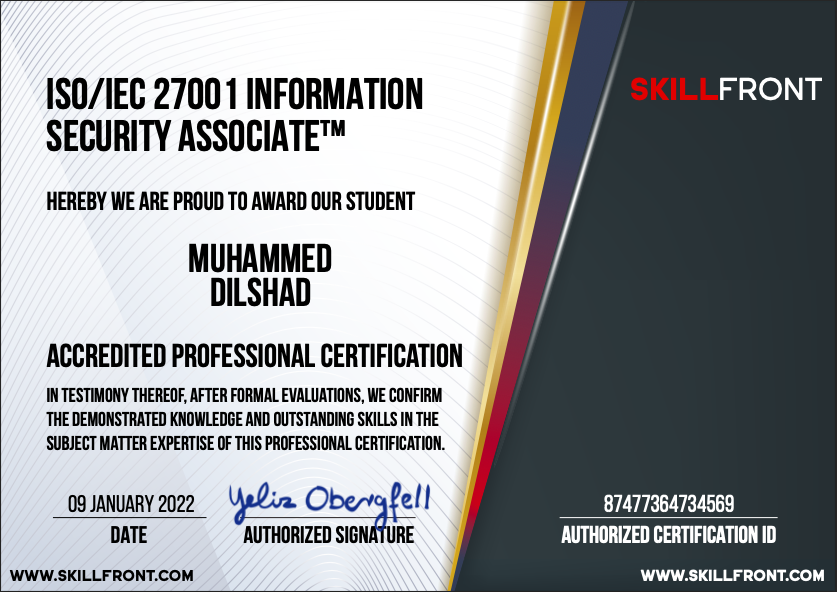 ISO/IEC 27001 INFORMATION
SECURITY ASSOCIATE™
SKILLFRONT
HEREBY WE ARE PROUD TO AWARD OUR STUDENT
MUHAMMED
DILSHAD
ACCREDITED PROFESSIONAL CERTIFICATION
IN TESTIMONY THEREOF, AFTER FORMAL EVALUATIONS, WE CONFIRM
THE DEMONSTRATED KNOWLEDGE AND OUTSTANDING SKILLS IN THE
SUBJECT MATTER EXPERTISE OF THIS PROFESSIONAL CERTIFICATION.
09 JANUARY 2022
DATE
Yeliz Obergfell
AUTHORIZED SIGNATURE
87477364734569
AUTHORIZED CERTIFICATION ID
WWW.SKILLFRONT.COM
WWW.SKILLFRONT.COM